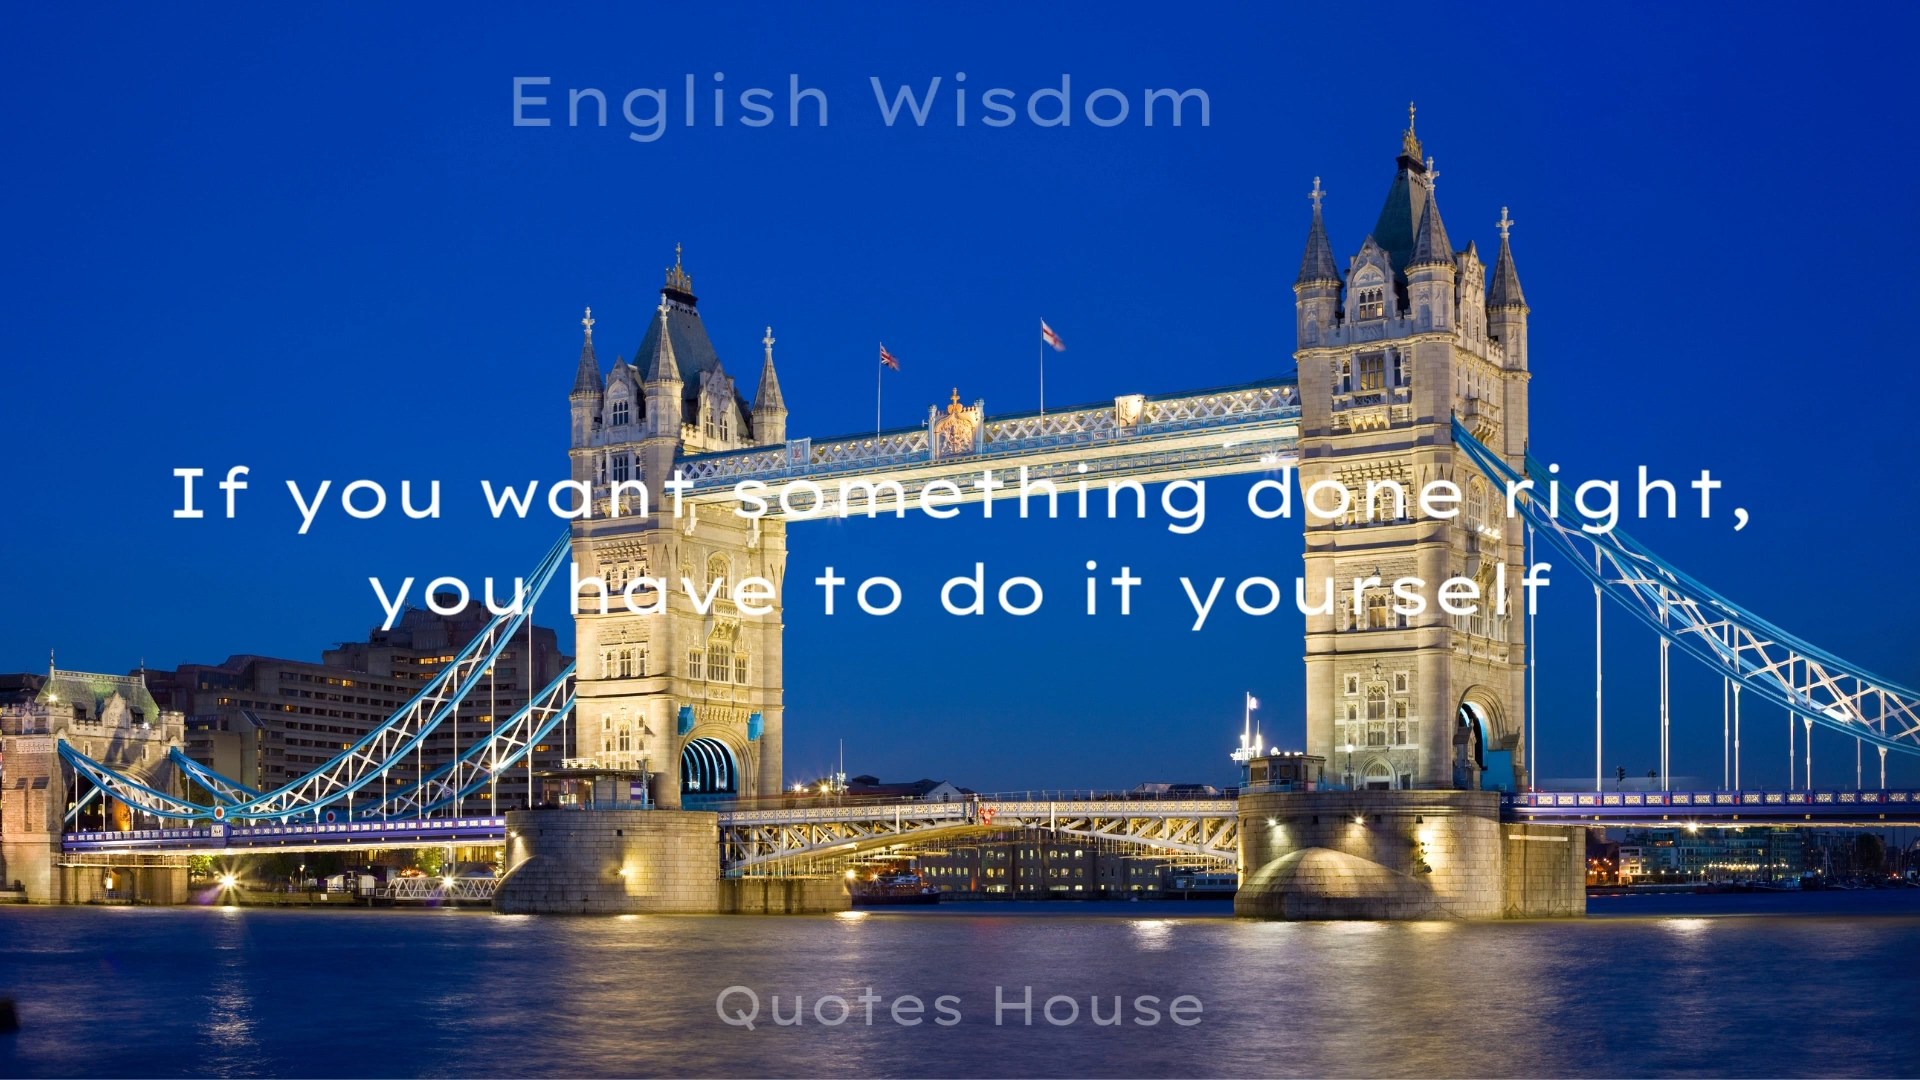 English Wisdom
If you want something done right,
you have to do it yourself
Quotes House